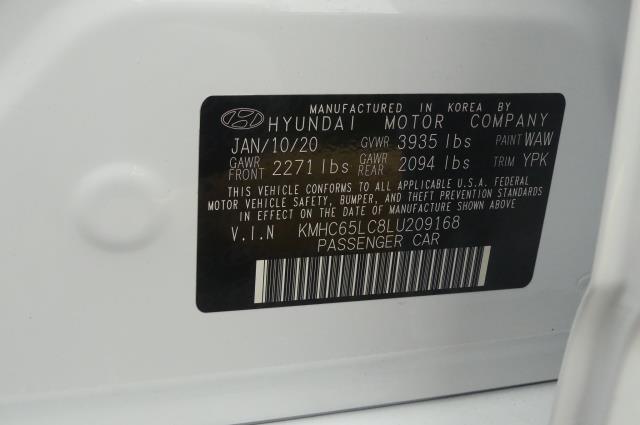 MANUFACTURED IN KOREA BY
HYUNDAI MOTOR COMPANY
JAN/10/20 GVWR 3935 lbs PAINT WAW
GAWR FRONT 2271 lbs GAWR REAR 2094 lbs TRIM YPK
THIS VEHICLE CONFORMS TO ALL APPLICABLE U.S.A. FEDERAL
MOTOR VEHICLE SAFETY, BUMPER, AND THEFT PREVENTION STANDARDS
IN EFFECT ON THE DATE OF MANUFACTURE SHOWN ABOVE
V.I.N KMHC65LC8LU209168
PASSENGER CAR